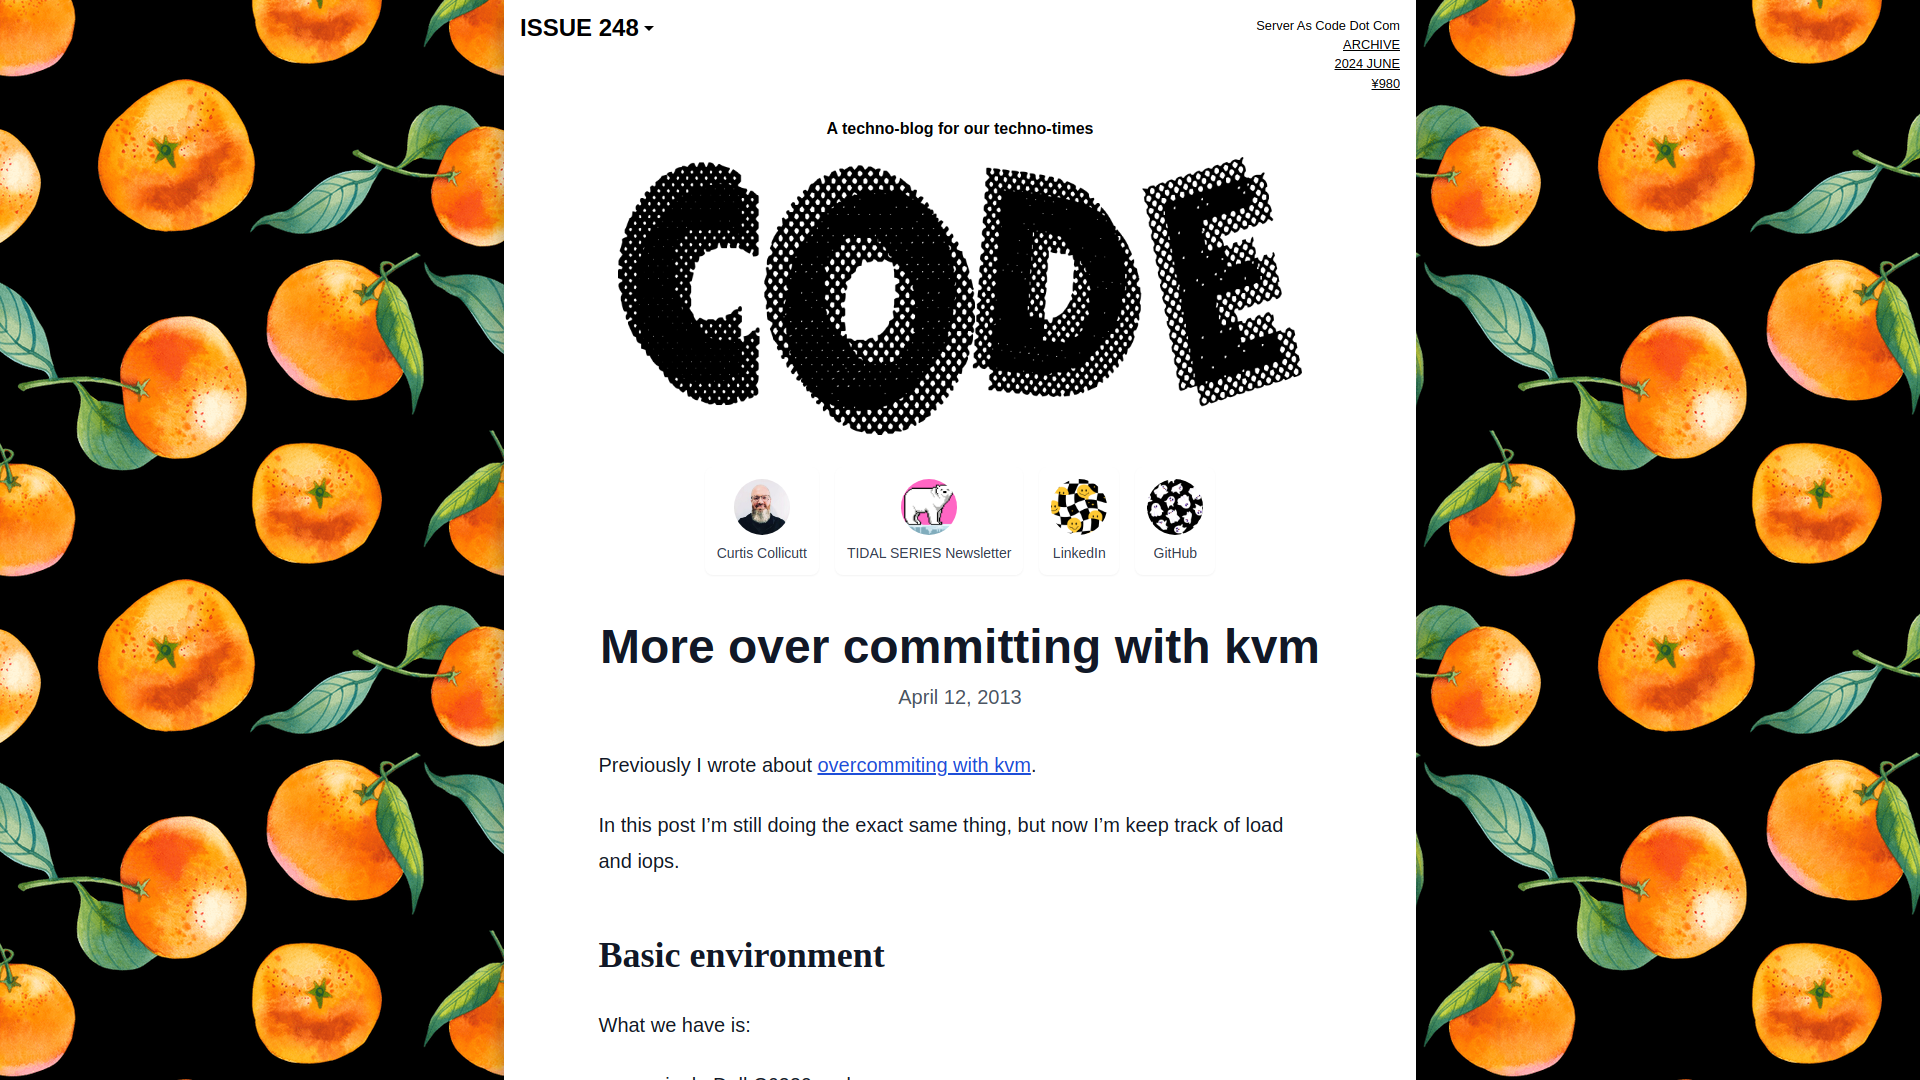 ISSUE 248
Server As Code Dot Com
ARCHIVE
2024 JUNE
¥980
A techno-blog for our techno-times
CODE
Curtis Collicutt
TIDAL SERIES Newsletter
LinkedIn
GitHub
More over committing with kvm
April 12, 2013
Previously I wrote about overcommiting with kvm.
In this post I’m still doing the exact same thing, but now I’m keep track of load
and iops.
Basic environment
What we have is: